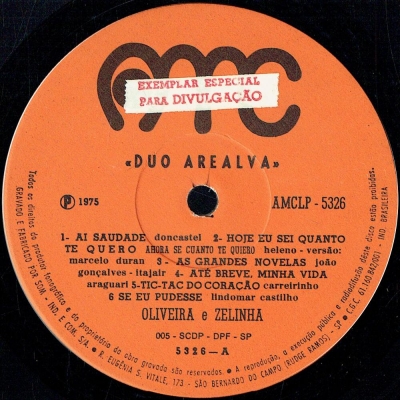 AMC
EXEMPLAR ESPECIAL
PARA DIVULGAÇÃO
«DUO AREALVA»
Ⓟ 1975
AMCLP - 5326
1- AI SAUDADE doncastel 2- HOJE EU SEI QUANTO
TE QUERO AHORA SE CUANTO TE QUIERO heleno - versão:
marcelo duran 3- AS GRANDES NOVELAS joão
gonçalves - itajair 4- ATÉ BREVE, MINHA VIDA
araguari 5-TIC-TAC DO CORAÇÃO carreirinho
6 SE EU PUDESSE lindomar castilho
OLIVEIRA e ZELINHA
005 - SCDP - DPF - SP
5326-A
Todos os direitos do produtor fonográfico e do proprietário da obra gravada são reservados. • A reprodução, a execução pública e radiodifusão deste disco estão proibidas.
GRAVADO E FABRICADO POR SOM. - IND. E COM. S/A. • R. EUGÊNIA S. VITALE, 173 - SÃO BERNARDO DO CAMPO (RUDGE RAMOS) - SP • C.G.C. IND. BRASILEIRA